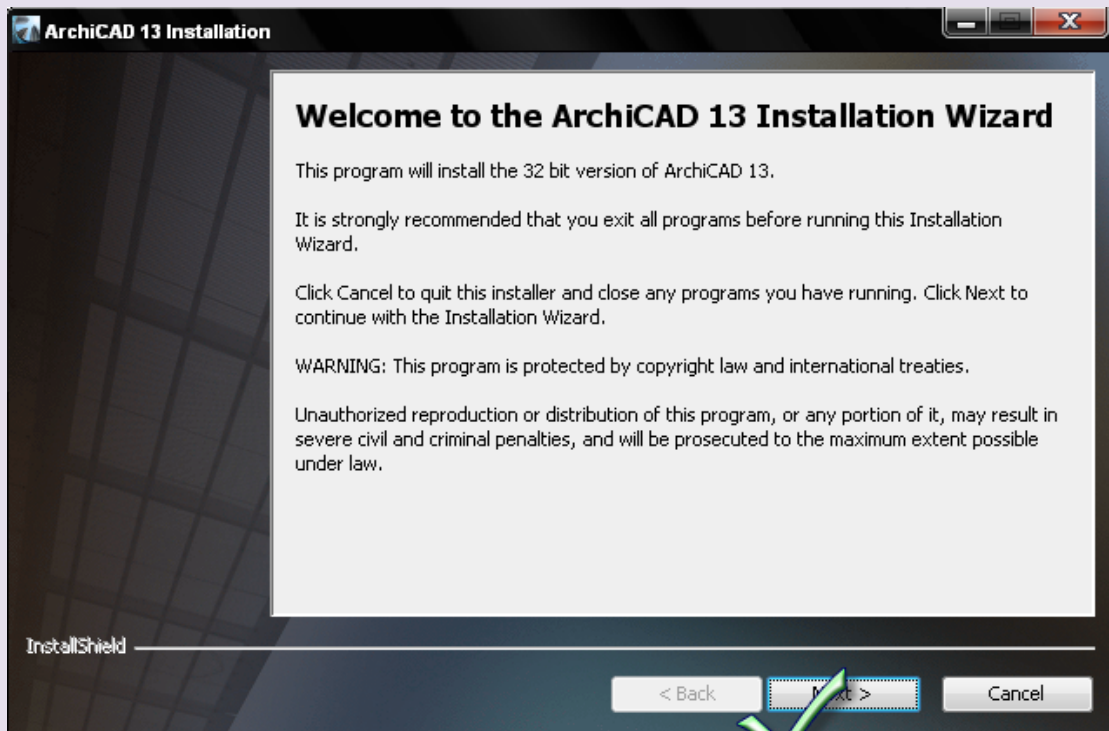 ArchiCAD 13 Installation
Welcome to the ArchiCAD 13 Installation Wizard
This program will install the 32 bit version of ArchiCAD 13.
It is strongly recommended that you exit all programs before running this Installation
Wizard.
Click Cancel to quit this installer and close any programs you have running. Click Next to
continue with the Installation Wizard.
WARNING: This program is protected by copyright law and international treaties.
Unauthorized reproduction or distribution of this program, or any portion of it, may result in
severe civil and criminal penalties, and will be prosecuted to the maximum extent possible
under law.
InstallShield
< Back Next > Cancel